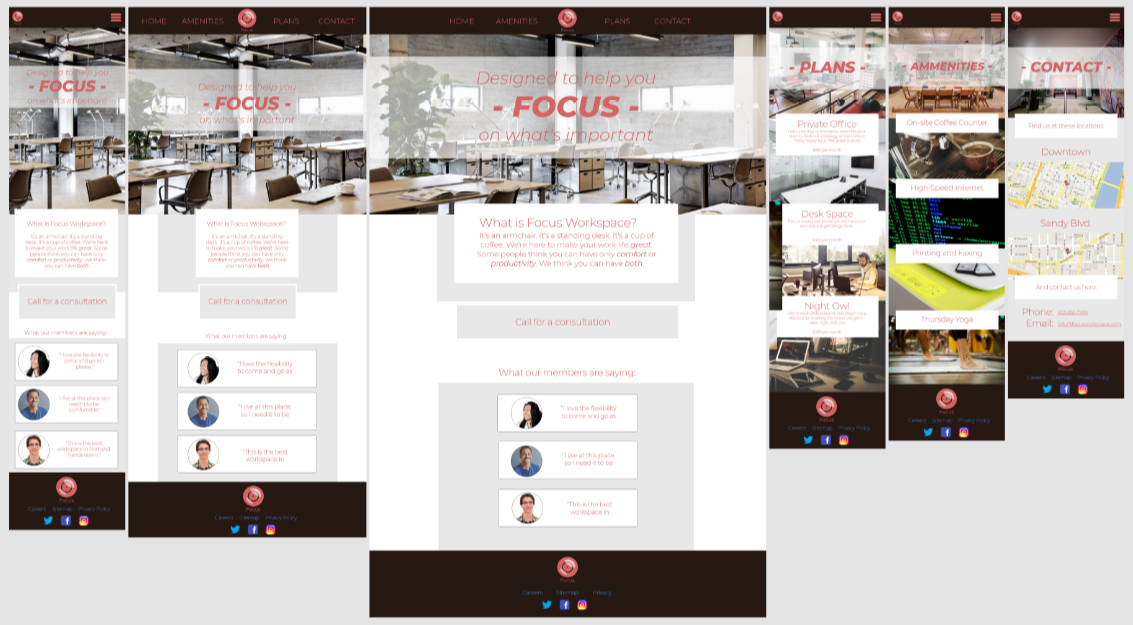 Designed to help you
- FOCUS -
on what's important
What is Focus Workspace?
It's an armchair. It's a standing
desk. It's a cup of coffee. We're here
to make your work life great. Some
people think you can have only
comfort or productivity. We think
you can have both.
Call for a consultation
What our members are saying:
"I love the flexibility to
come and go as I
please."
"I live at this place, so I
need it to be
comfortable"
"This is the best
workspace in Portland
hands down."
Focus
Careers Sitemap Privacy Policy
HOME AMENITIES PLANS CONTACT
Focus
Designed to help you
- FOCUS -
on what's important
What is Focus Workspace?
It's an armchair. It's a standing
desk. It's a cup of coffee. We're here
to make your work life great. Some
people think you can have only
comfort or productivity. We think
you can have both.
Call for a consultation
What our members are saying:
"I love the flexibility
to come and go as
"I live at this place,
so I need it to be
"This is the best
workspace in
Focus
Careers Sitemap Privacy Policy
HOME AMENITIES PLANS CONTACT
Focus
Designed to help you
- FOCUS -
on what's important
What is Focus Workspace?
It's an armchair. It's a standing desk. It's a cup of
coffee. We're here to make your work life great.
Some people think you can have only comfort or
productivity. We think you can have both.
Call for a consultation
What our members are saying:
"I love the flexibility
to come and go as
"I live at this place,
so I need it to be
"This is the best
workspace in
Focus
Careers Sitemap Privacy
- PLANS -
Private Office
Desk Space
Night Owl
Focus
Careers Sitemap Privacy Policy
- AMMENITIES -
On-site Coffee Counter
High-Speed Internet
Printing and Faxing
Thursday Yoga
Focus
Careers Sitemap Privacy Policy
- CONTACT -
Find us at these locations
Downtown
Sandy Blvd.
And contact us here.
Phone:
Email:
Focus
Careers Sitemap Privacy Policy